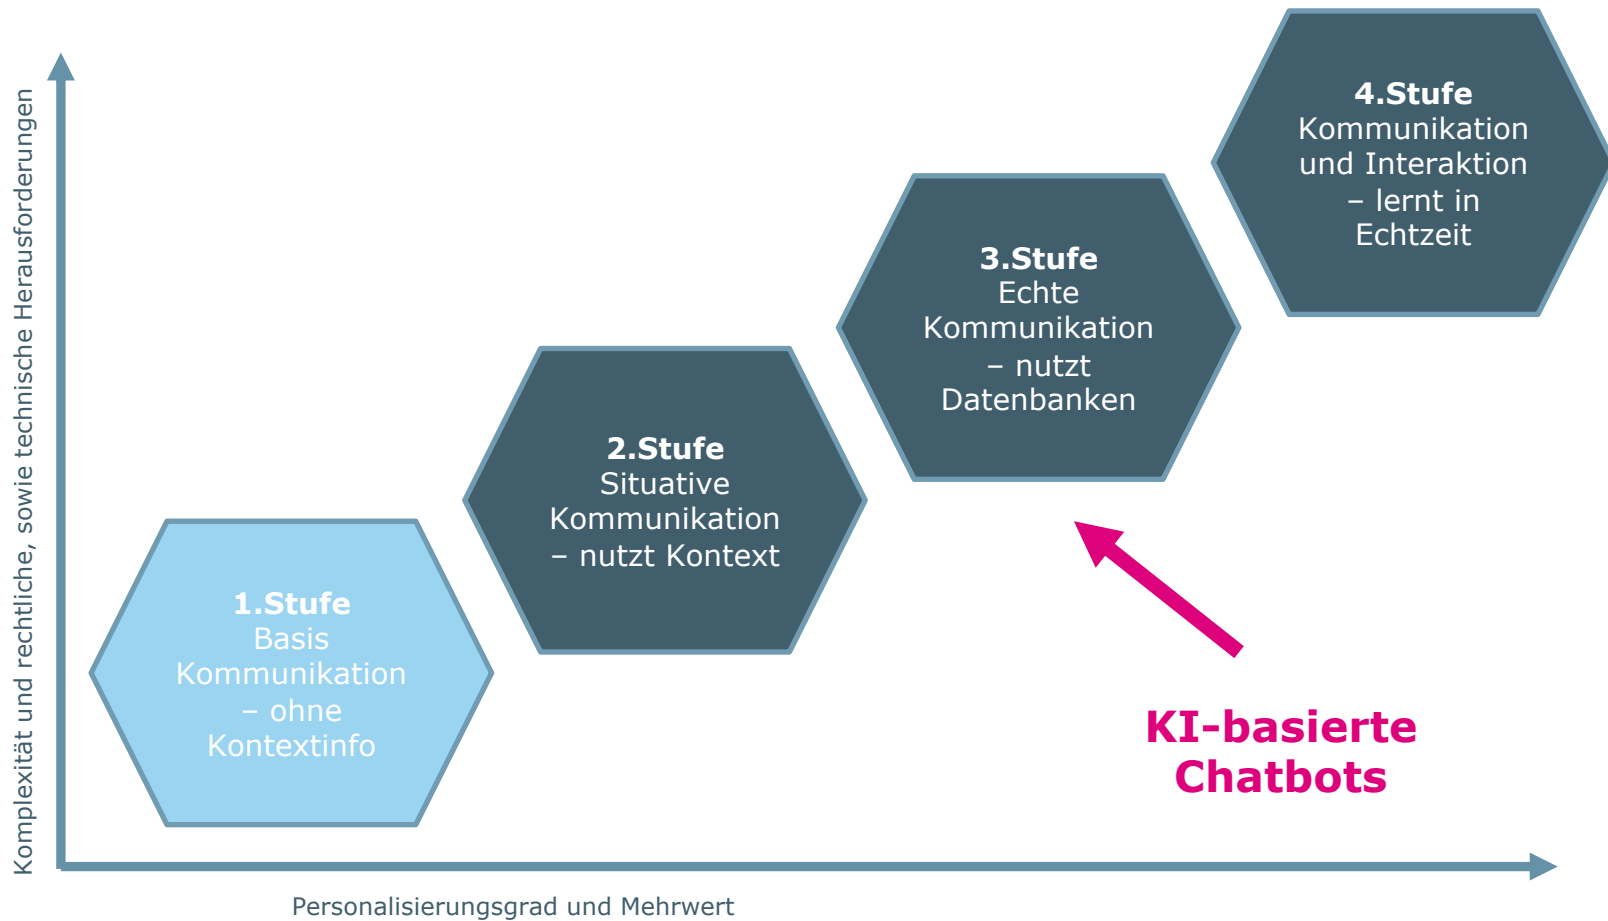 Komplexität und rechtliche, sowie technische Herausforderungen
1.Stufe
Basis
Kommunikation
– ohne
Kontextinfo
2.Stufe
Situative
Kommunikation
– nutzt Kontext
3.Stufe
Echte
Kommunikation
– nutzt
Datenbanken
4.Stufe
Kommunikation
und Interaktion
– lernt in
Echtzeit
KI-basierte
Chatbots
Personalisierungsgrad und Mehrwert